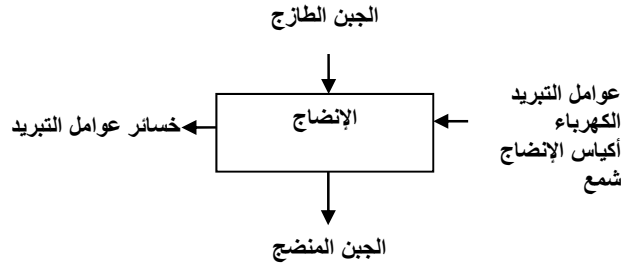 الجبن الطازج
عوامل التبريد
الكهرباء
أكياس الإنضاج
شمع
الإنضاج
خسائر عوامل التبريد
الجبن المنضج